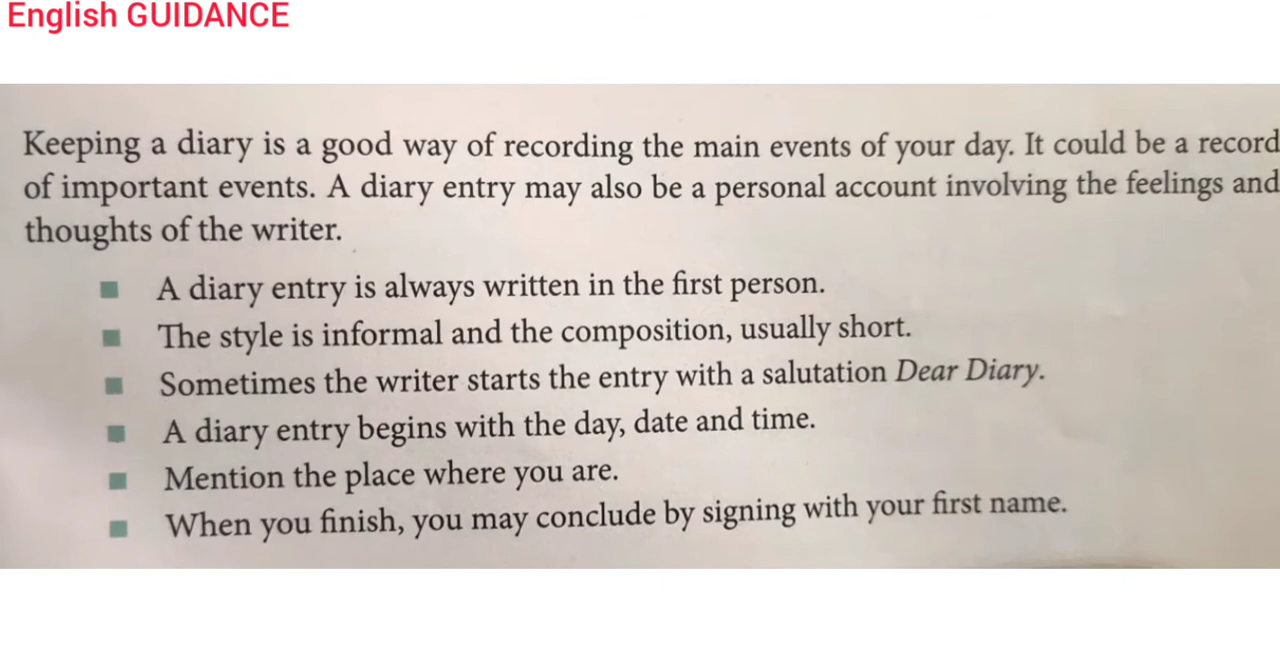 English GUIDANCE
Keeping a diary is a good way of recording the main events of your day. It could be a record
of important events. A diary entry may also be a personal account involving the feelings and
thoughts of the writer.
■ A diary entry is always written in the first person.
■ The style is informal and the composition, usually short.
■ Sometimes the writer starts the entry with a salutation Dear Diary.
■ A diary entry begins with the day, date and time.
■ Mention the place where you are.
■ When you finish, you may conclude by signing with your first name.